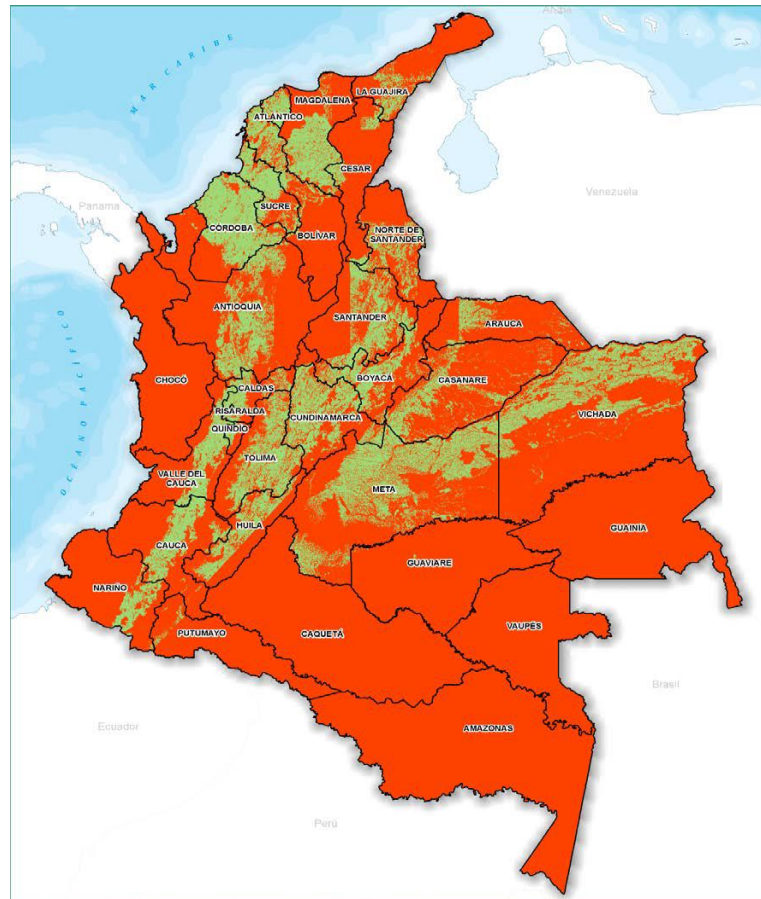 Aruba
MAR CARIBE
LA GUAJIRA
MAGDALENA
ATLÁNTICO
CESAR
Venezuela
Panama
SUCRE
CÓRDOBA
BOLÍVAR
NORTE DE
SANTANDER
ANTIOQUIA
SANTANDER
ARAUCA
OCÉANO PACÍFICO
CHOCÓ
BOYACÁ
CASANARE
CALDAS
RISARALDA
CUNDINAMARCA
VICHADA
QUINDÍO
TOLIMA
VALLE DEL
CAUCA
META
HUILA
GUAINÍA
CAUCA
GUAVIARE
NARIÑO
PUTUMAYO
CAQUETÁ
VAUPÉS
Brasil
Ecuador
AMAZONAS
Perú